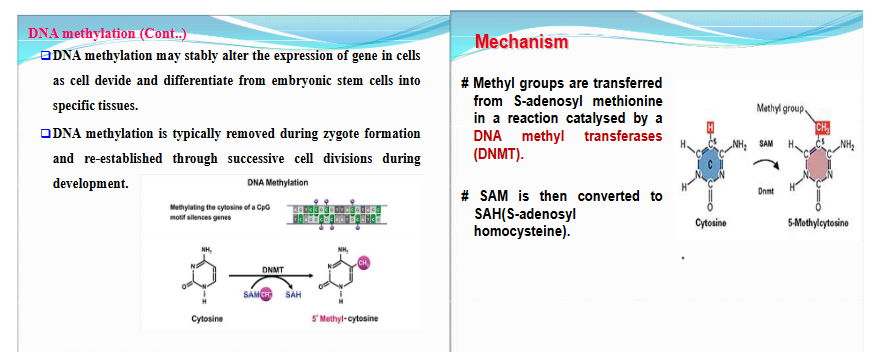 DNA methylation (Cont..)
DNA methylation may stably alter the expression of gene in cells
as cell devide and differentiate from embryonic stem cells into
specific tissues.
DNA methylation is typically removed during zygote formation
and re-established through successive cell divisions during
development.
DNA Methylation
Methylating the cytosine of a CpG
motif silences genes
NH₂
N
O
N
H
Cytosine
DNMT
SAM CH₃ SAH
NH₂
CH₃
N
O
N
H
5' Methyl-cytosine
Mechanism
# Methyl groups are transferred
from S-adenosyl methionine
in a reaction catalysed by a
DNA methyl transferases
(DNMT).
# SAM is then converted to
SAH(S-adenosyl
homocysteine).
Methyl group
H
H C C⁵ C NH₂
C
N N
H C
O
Cytosine
SAM
Dnmt
CH₃
H C C⁵ C NH₂
N N
H C
O
5-Methylcytosine